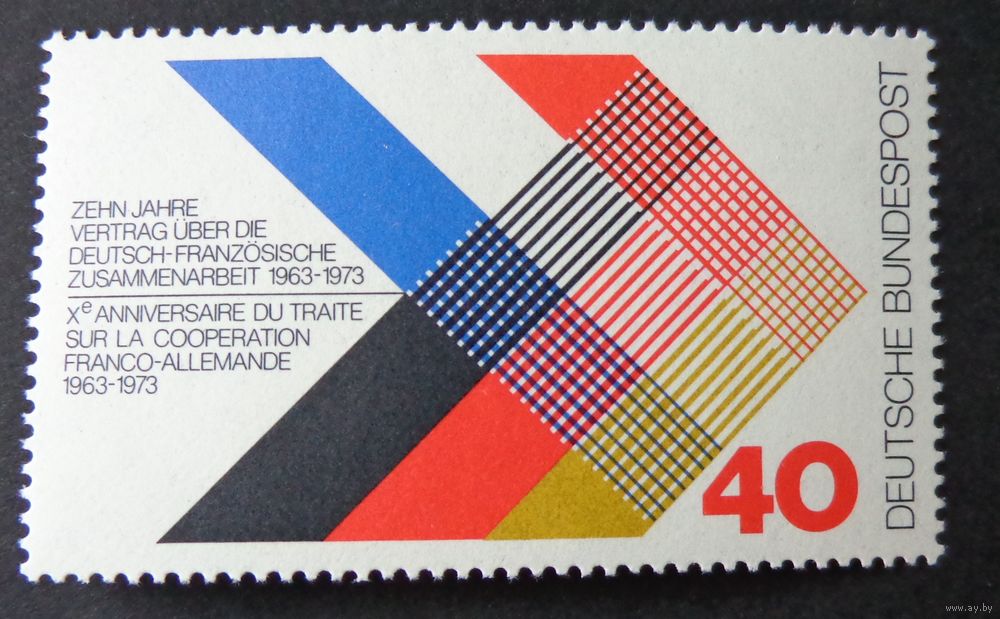 ZEHN JAHRE
VERTRAG ÜBER DIE
DEUTSCH-FRANZÖSISCHE
ZUSAMMENARBEIT 1963-1973
Xe ANNIVERSAIRE DU TRAITE
SUR LA COOPERATION
FRANCO-ALLEMANDE
1963-1973
40
DEUTSCHE BUNDESPOST
www.ay.by